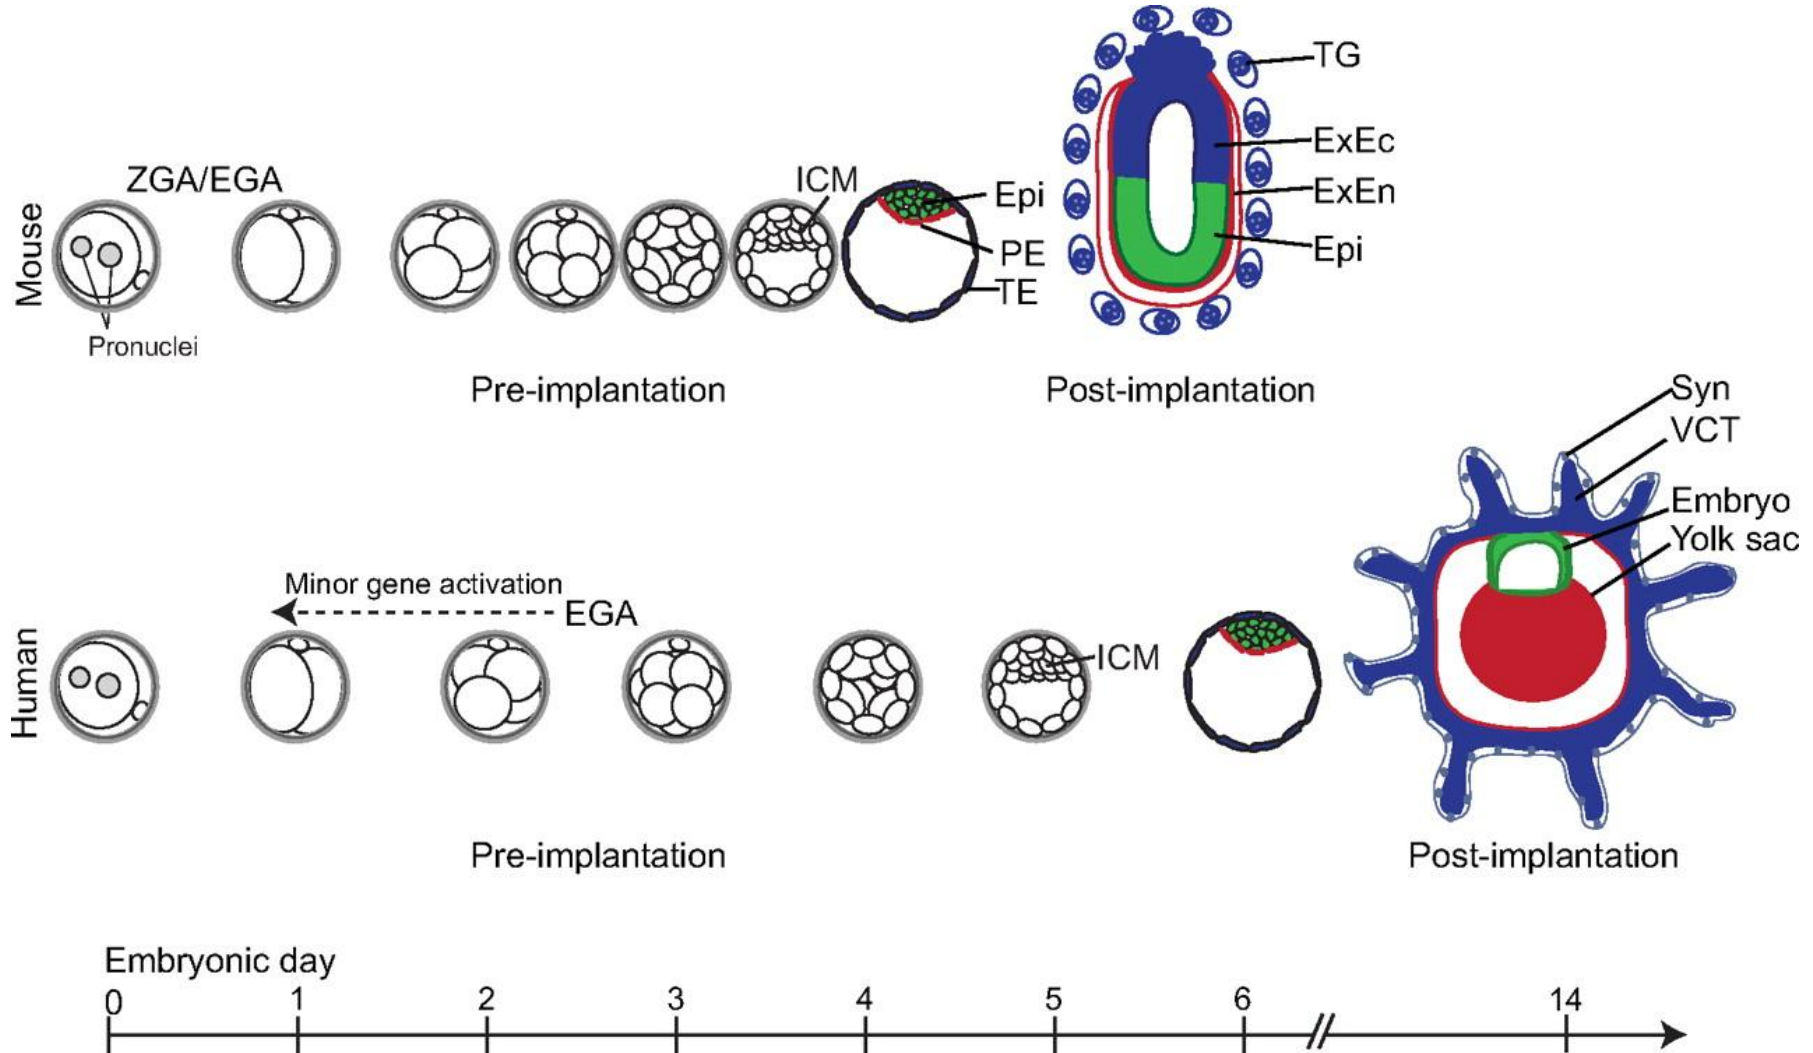 Mouse
ZGA/EGA
Pronuclei
ICM
Epi
PE
TE
TG
ExEc
ExEn
Epi
Pre-implantation
Post-implantation
Human
Minor gene activation
EGA
ICM
Syn
VCT
Embryo
Yolk sac
Pre-implantation
Post-implantation
Embryonic day
0 1 2 3 4 5 6 14